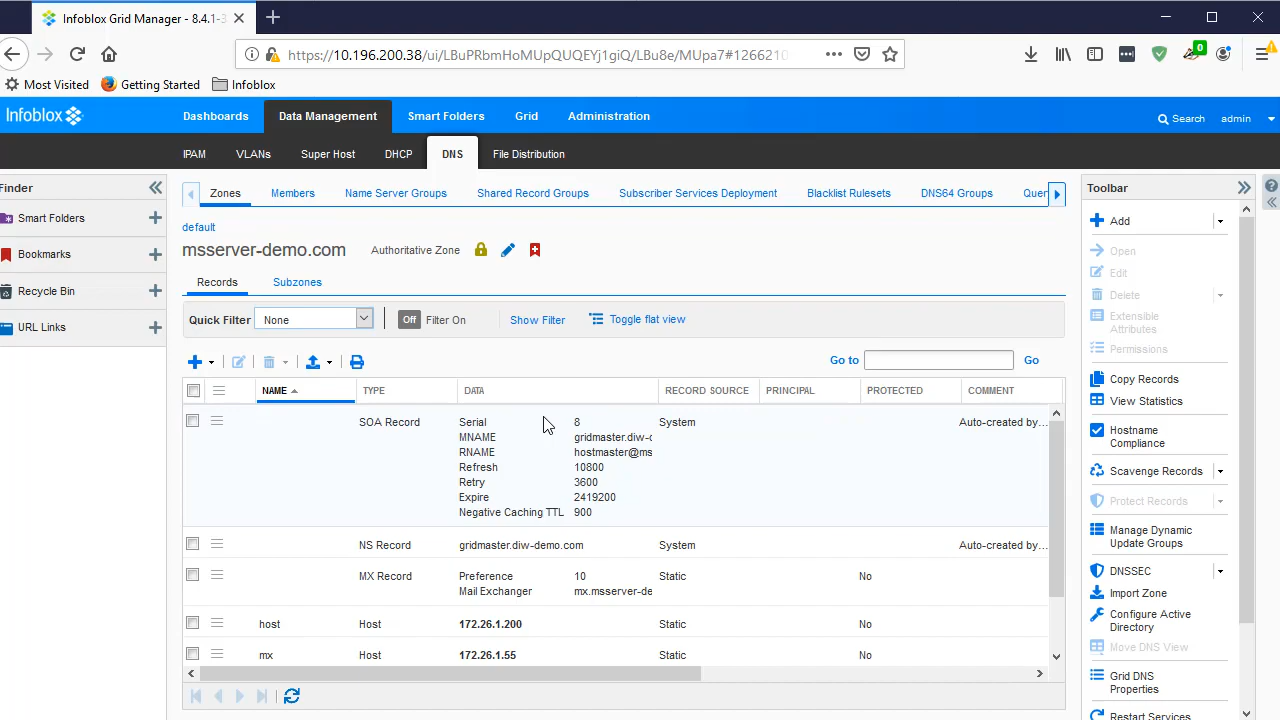 Infoblox Grid Manager - 8.4.1-3
https://10.196.200.38/ui/LBuPRbmHoMUpQUQEYj1giQ/LBu8e/MUpa7#1266210
0
Most Visited Getting Started Infoblox
Infoblox Dashboards Data Management Smart Folders Grid Administration Search admin
IPAM VLANs Super Host DHCP DNS File Distribution
Finder
Smart Folders
Bookmarks
Recycle Bin
URL Links
Zones Members Name Server Groups Shared Record Groups Subscriber Services Deployment Blacklist Rulesets DNS64 Groups Quer
default
msserver-demo.com Authoritative Zone
Records Subzones
Quick Filter None Off Filter On Show Filter Toggle flat view
Go to Go
NAME TYPE DATA RECORD SOURCE PRINCIPAL PROTECTED COMMENT
SOA Record Serial 8 System Auto-created by...
MNAME gridmaster.diw-c
RNAME hostmaster@ms
Refresh 10800
Retry 3600
Expire 2419200
Negative Caching TTL 900
NS Record gridmaster.diw-demo.com System Auto-created by...
MX Record Preference 10 Static No
Mail Exchanger mx.msserver-de
host Host 172.26.1.200 Static No
mx Host 172.26.1.55 Static No
Toolbar
Add
Open
Edit
Delete
Extensible
Attributes
Permissions
Copy Records
View Statistics
Hostname
Compliance
Scavenge Records
Protect Records
Manage Dynamic
Update Groups
DNSSEC
Import Zone
Configure Active
Directory
Move DNS View
Grid DNS
Properties
Restart Services